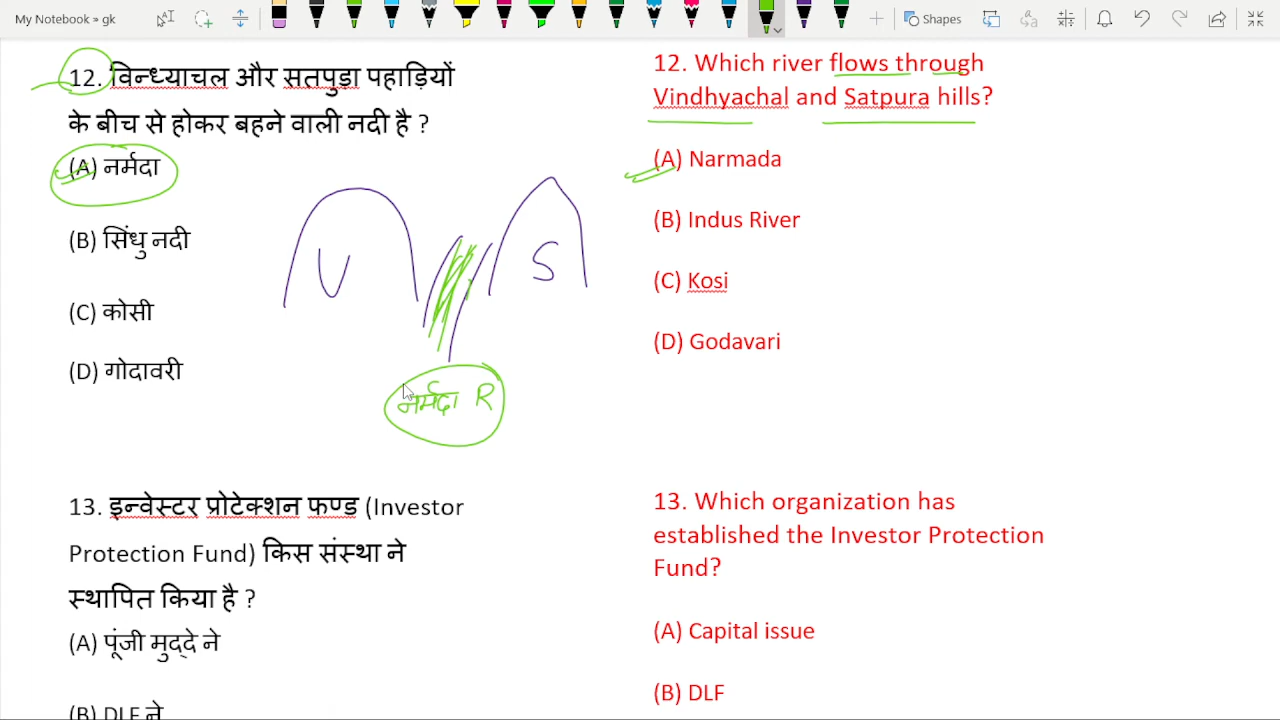 My Notebook » gk
Shapes
12. विन्ध्याचल और सतपुड़ा पहाड़ियों
के बीच से होकर बहने वाली नदी है ?
(A) नर्मदा
(B) सिंधु नदी
(C) कोसी
(D) गोदावरी
V
S
नर्मदा R
13. इन्वेस्टर प्रोटेक्शन फण्ड (Investor
Protection Fund) किस संस्था ने
स्थापित किया है ?
(A) पूंजी मुद्दे ने
(B) DLF ने
12. Which river flows through
Vindhyachal and Satpura hills?
(A) Narmada
(B) Indus River
(C) Kosi
(D) Godavari
13. Which organization has
established the Investor Protection
Fund?
(A) Capital issue
(B) DLF